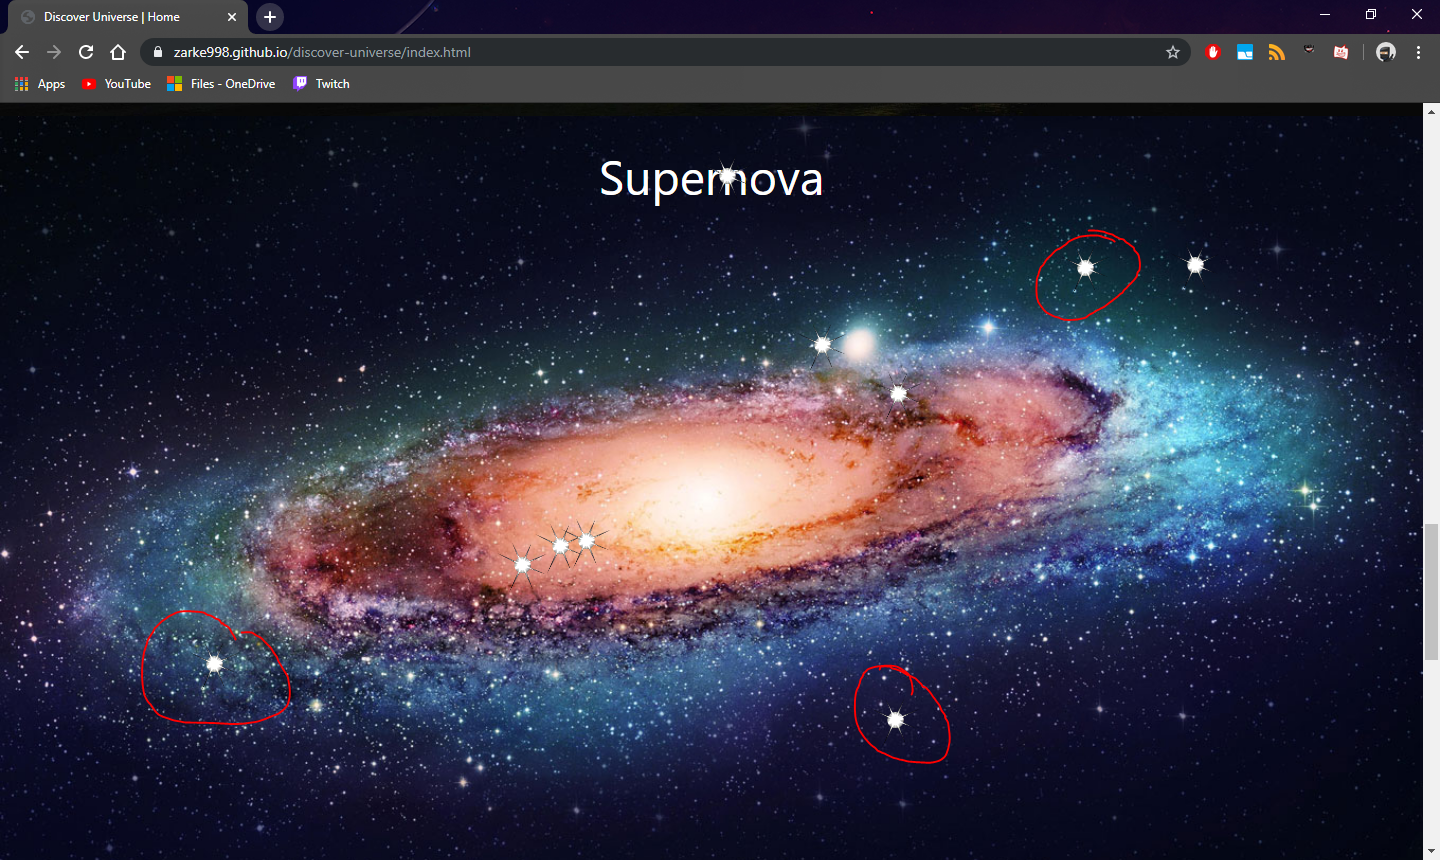 Discover Universe | Home
zarke998.github.io/discover-universe/index.html
Apps YouTube Files - OneDrive Twitch
Supernova